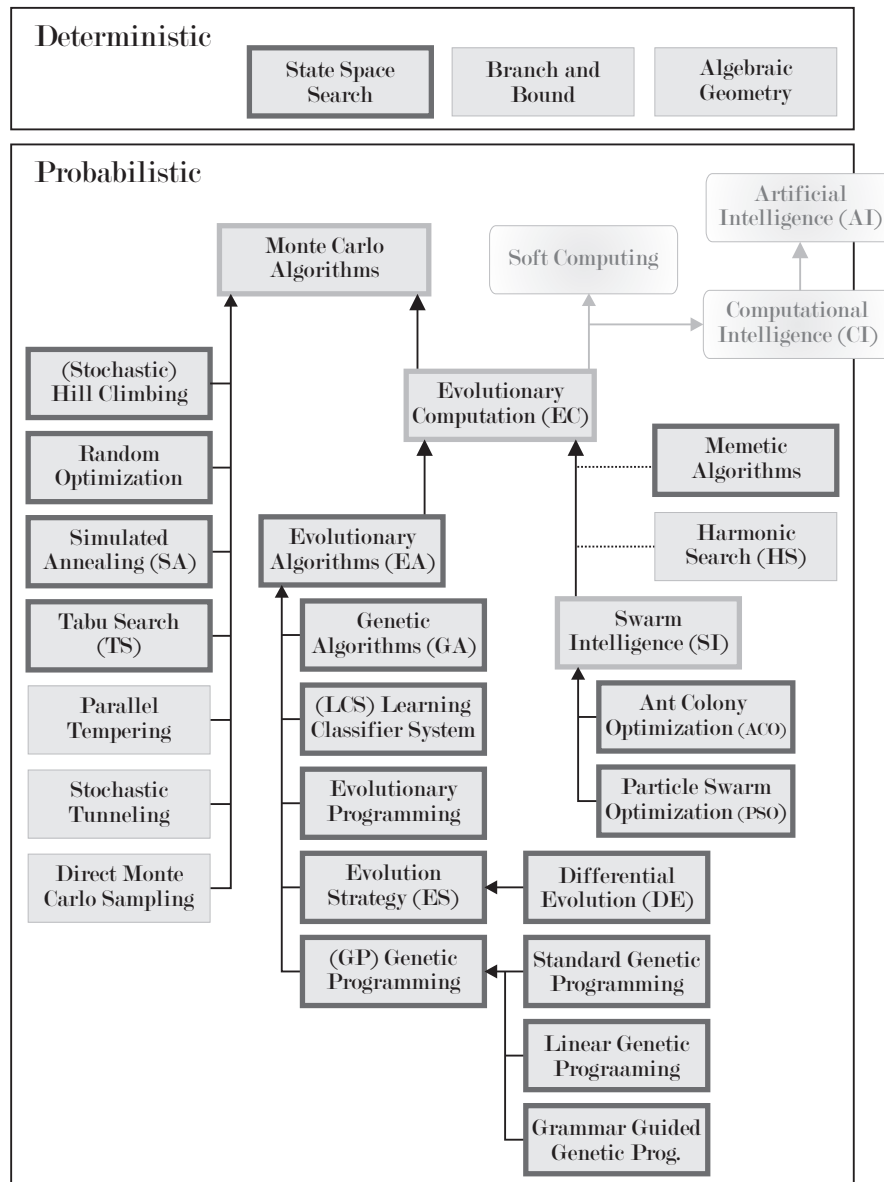 Deterministic
State Space
Search
Branch and
Bound
Algebraic
Geometry
Probabilistic
Artificial
Intelligence (AI)
Monte Carlo
Algorithms
Soft Computing
Computational
Intelligence (CI)
(Stochastic)
Hill Climbing
Evolutionary
Computation (EC)
Random
Optimization
Memetic
Algorithms
Simulated
Annealing (SA)
Evolutionary
Algorithms (EA)
Harmonic
Search (HS)
Tabu Search
(TS)
Genetic
Algorithms (GA)
Swarm
Intelligence (SI)
Parallel
Tempering
(LCS) Learning
Classifier System
Ant Colony
Optimization (ACO)
Stochastic
Tunneling
Evolutionary
Programming
Particle Swarm
Optimization (PSO)
Direct Monte
Carlo Sampling
Evolution
Strategy (ES)
Differential
Evolution (DE)
(GP) Genetic
Programming
Standard Genetic
Programming
Linear Genetic
Prograaming
Grammar Guided
Genetic Prog.